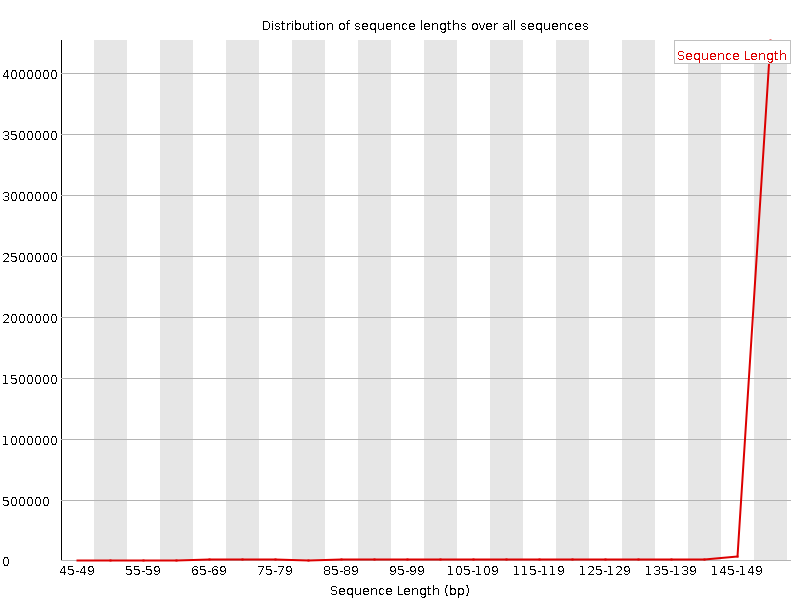 Distribution of sequence lengths over all sequences
Sequence Length
4000000
3500000
3000000
2500000
2000000
1500000
1000000
500000
0
45-49 55-59 65-69 75-79 85-89 95-99 105-109 115-119 125-129 135-139 145-149
Sequence Length (bp)